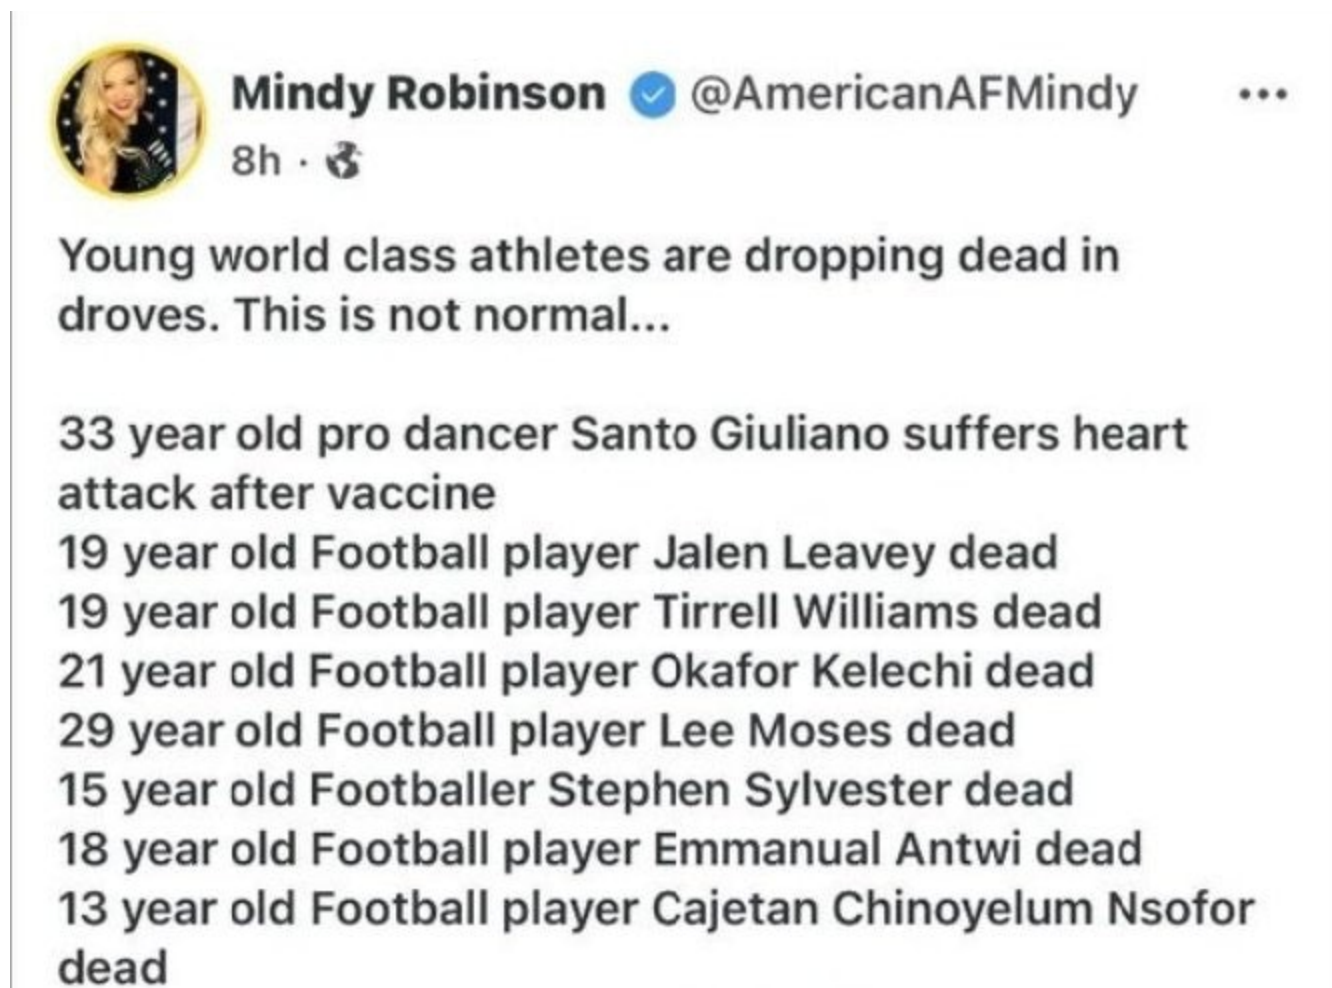 Mindy Robinson @AmericanAFMindy ...
8h ·
Young world class athletes are dropping dead in
droves. This is not normal...
33 year old pro dancer Santo Giuliano suffers heart
attack after vaccine
19 year old Football player Jalen Leavey dead
19 year old Football player Tirrell Williams dead
21 year old Football player Okafor Kelechi dead
29 year old Football player Lee Moses dead
15 year old Footballer Stephen Sylvester dead
18 year old Football player Emmanual Antwi dead
13 year old Football player Cajetan Chinoyelum Nsofor
dead